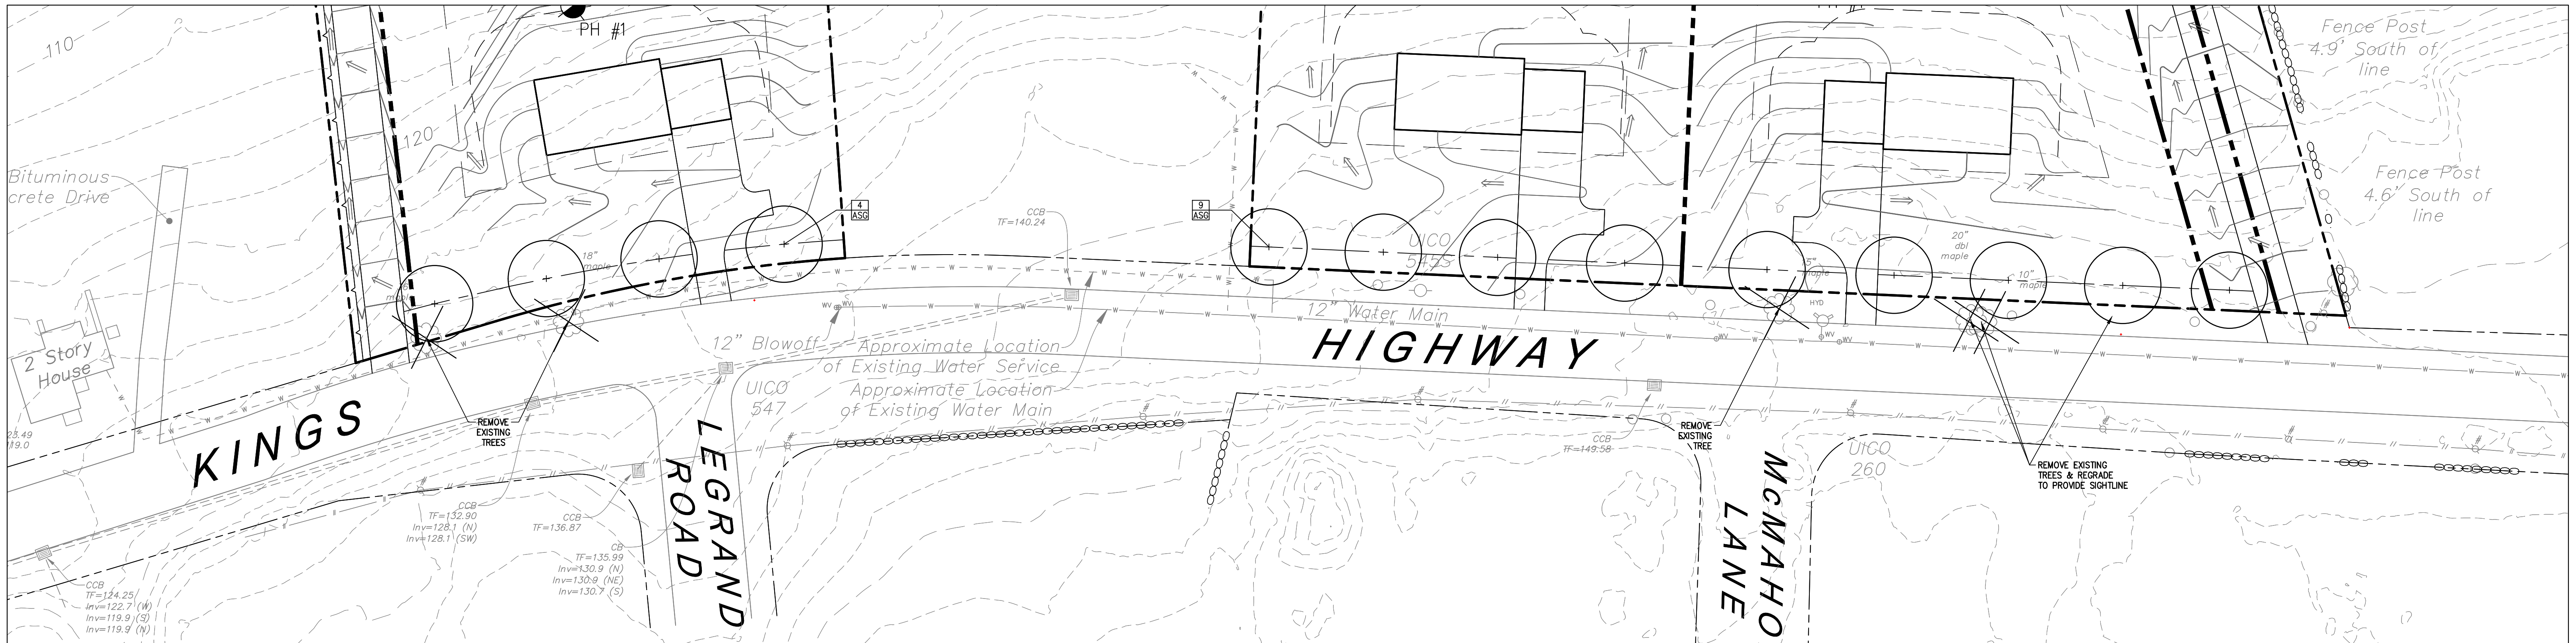 110
PH #1
120
Bituminous
crete Drive
2 Story
House
23.49
119.0
18"
maple
4
ASG
9
ASG
CCB
TF=140.24
UICO
545S
12" Water Main
20"
dbl
maple
10"
maple
HYD
Fence Post
4.9' South of
line
Fence Post
4.6' South of
line
12" Blowoff
Approximate Location
of Existing Water Service
Approximate Location
of Existing Water Main
UICO
547
KINGS
HIGHWAY
REMOVE
EXISTING
TREES
REMOVE
EXISTING
TREE
REMOVE EXISTING
TREES & REGRADE
TO PROVIDE SIGHTLINE
CCB
TF=149.58
UICO
260
LEGRAND
ROAD
McMAHO
LANE
CCB
TF=132.90
Inv=128.1 (N)
Inv=128.1 (SW)
CCB
TF=136.87
CB
TF=135.99
Inv=130.9 (N)
Inv=130.9 (NE)
Inv=130.7 (S)
CCB
TF=124.25
Inv=122.7 (W)
Inv=119.9 (S)
Inv=119.9 (N)